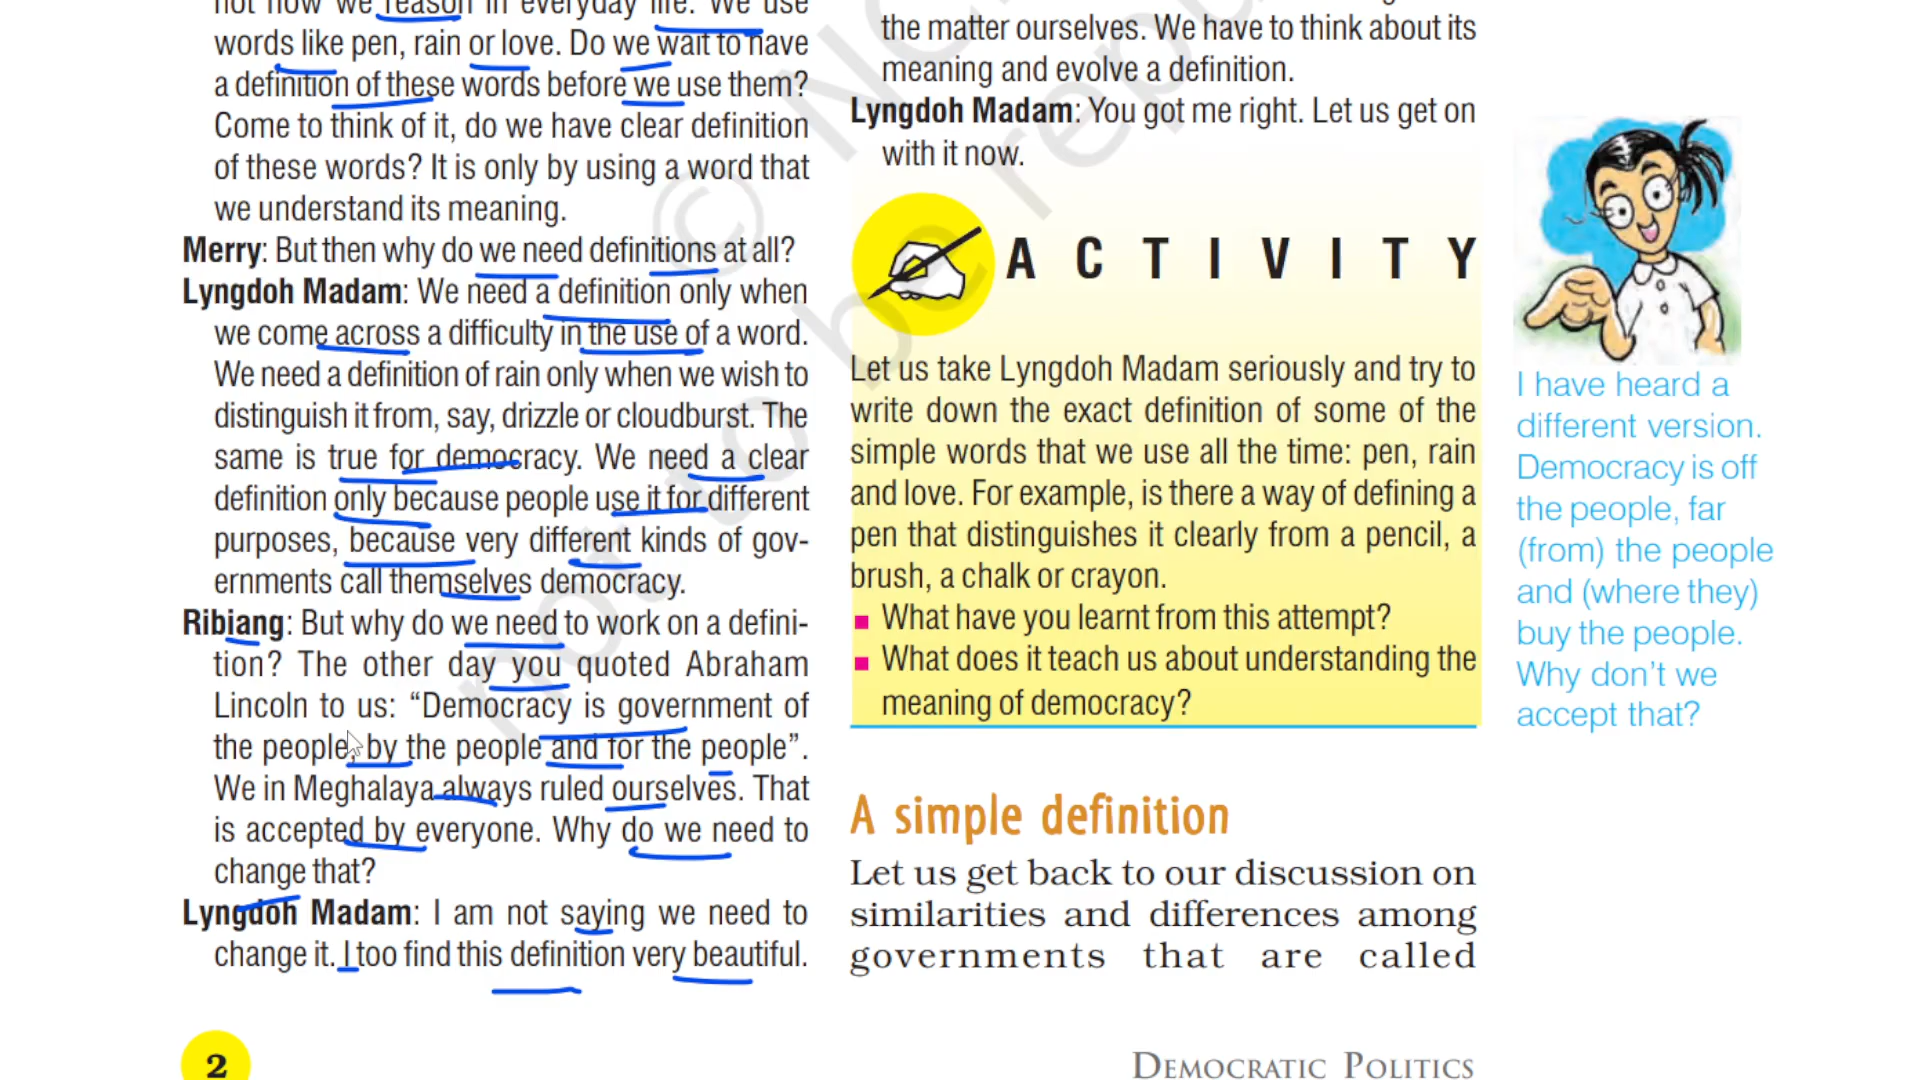 not how we reason in everyday life. We use
words like pen, rain or love. Do we wait to have
a definition of these words before we use them?
Come to think of it, do we have clear definition
of these words? It is only by using a word that
we understand its meaning.
Merry: But then why do we need definitions at all?
Lyngdoh Madam: We need a definition only when
we come across a difficulty in the use of a word.
We need a definition of rain only when we wish to
distinguish it from, say, drizzle or cloudburst. The
same is true for democracy. We need a clear
definition only because people use it for different
purposes, because very different kinds of gov-
ernments call themselves democracy.
Ribiang: But why do we need to work on a defini-
tion? The other day you quoted Abraham
Lincoln to us: “Democracy is government of
the people, by the people and for the people”.
We in Meghalaya always ruled ourselves. That
is accepted by everyone. Why do we need to
change that?
Lyngdoh Madam: I am not saying we need to
change it. I too find this definition very beautiful.
the matter ourselves. We have to think about its
meaning and evolve a definition.
Lyngdoh Madam: You got me right. Let us get on
with it now.
ACTIVITY
Let us take Lyngdoh Madam seriously and try to
write down the exact definition of some of the
simple words that we use all the time: pen, rain
and love. For example, is there a way of defining a
pen that distinguishes it clearly from a pencil, a
brush, a chalk or crayon.
What have you learnt from this attempt?
What does it teach us about understanding the
meaning of democracy?
A simple definition
Let us get back to our discussion on
similarities and differences among
governments that are called
I have heard a
different version.
Democracy is off
the people, far
(from) the people
and (where they)
buy the people.
Why don’t we
accept that?
2
DEMOCRATIC POLITICS
© NC
not to be repu